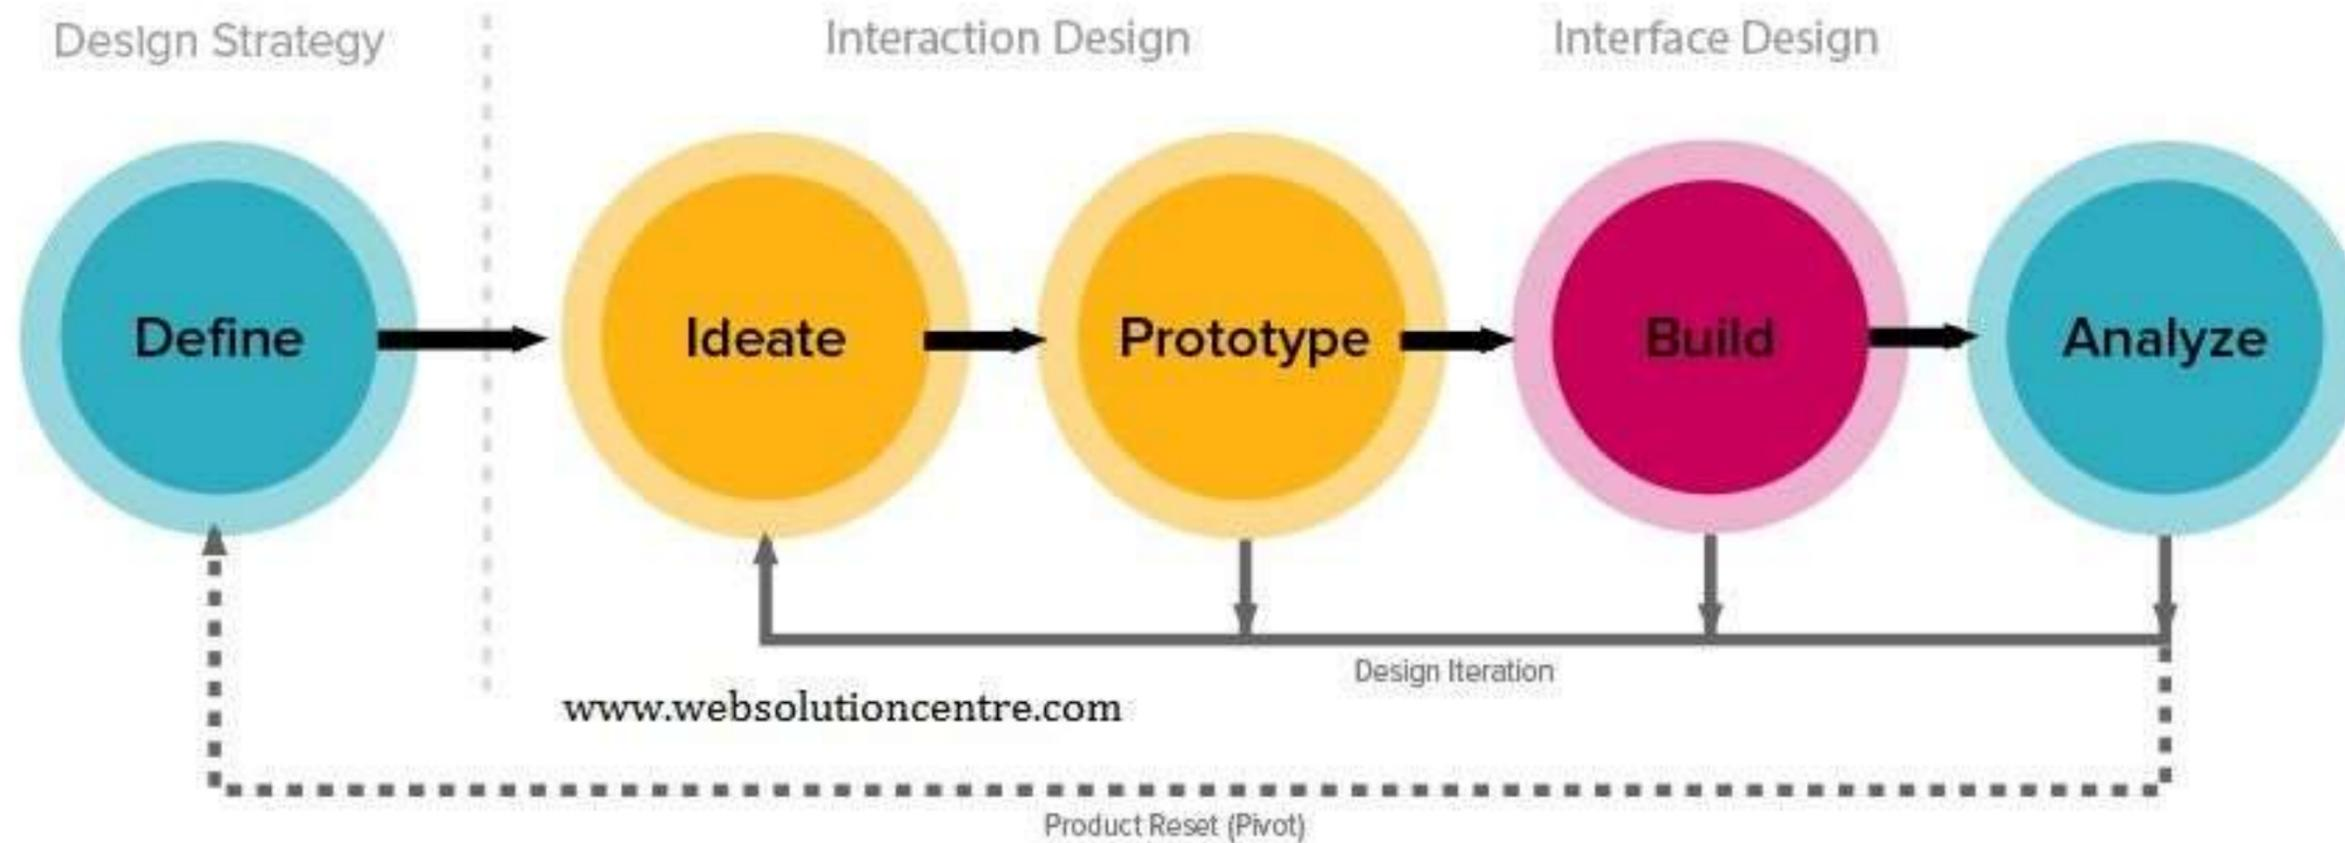 Design Strategy
Interaction Design
Interface Design
Define
Ideate
Prototype
Build
Analyze
Design Iteration
www.websolutioncentre.com
Product Reset (Pivot)